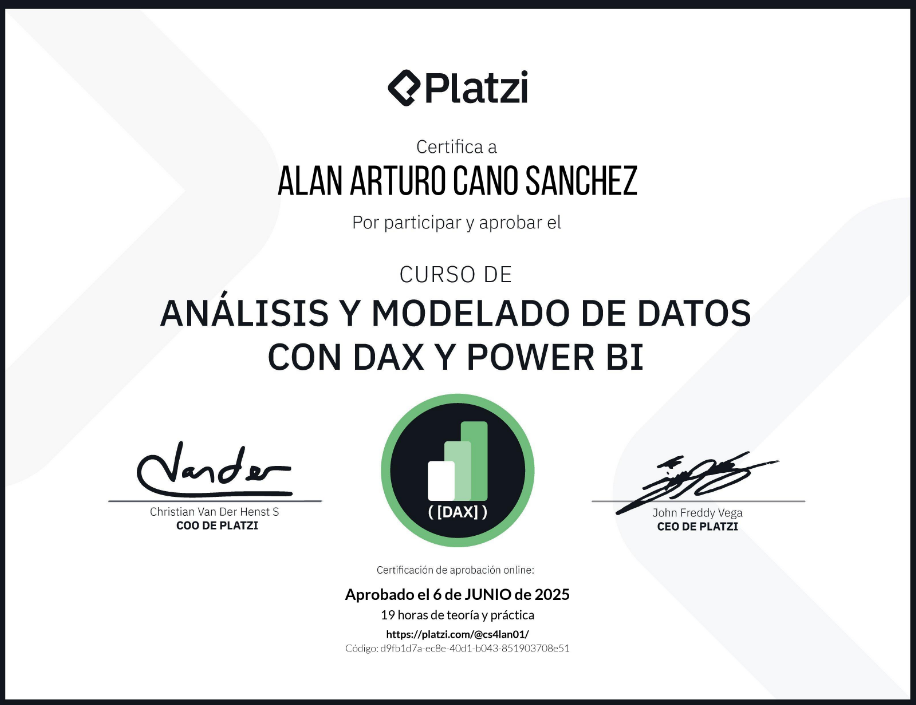 Platzi
Certifica a
ALAN ARTURO CANO SANCHEZ
Por participar y aprobar el
CURSO DE
ANÁLISIS Y MODELADO DE DATOS
CON DAX Y POWER BI
Vander
([DAX])
Christian Van Der Henst S
COO DE PLATZI
John Freddy Vega
CEO DE PLATZI
Certificación de aprobación online:
Aprobado el 6 de JUNIO de 2025
19 horas de teoría y práctica
https://platzi.com/@cs4lan01/
Código: d9fb1d7a-ec8e-40d1-b043-851903708e51